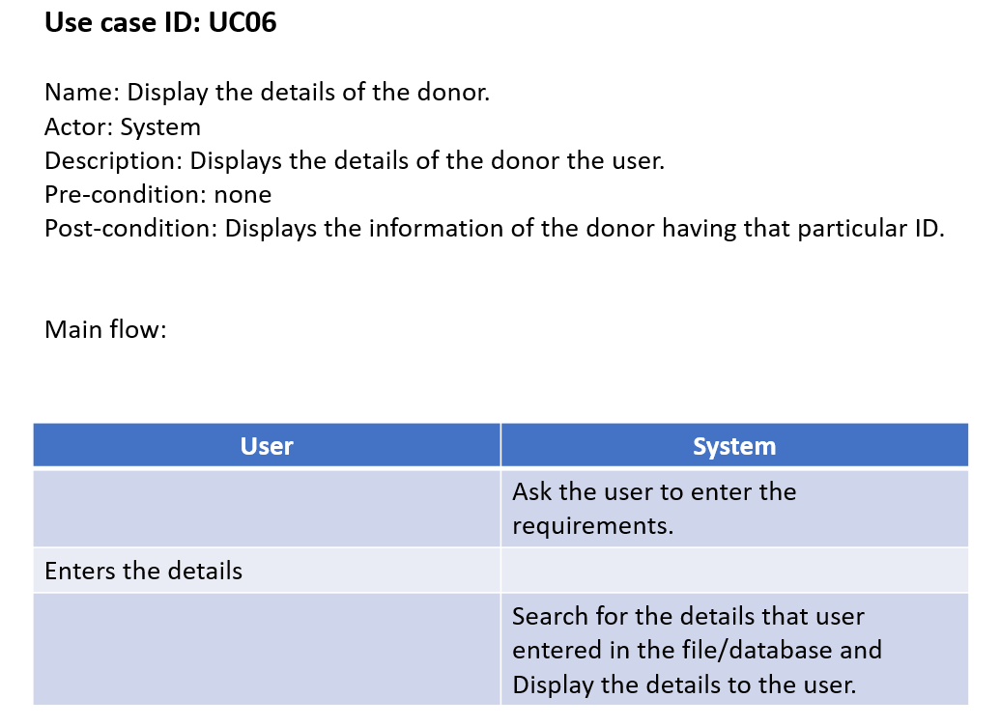 Use case ID: UC06
Name: Display the details of the donor.
Actor: System
Description: Displays the details of the donor the user.
Pre-condition: none
Post-condition: Displays the information of the donor having that particular ID.
Main flow:
User
System
Ask the user to enter the
requirements.
Enters the details
Search for the details that user
entered in the file/database and
Display the details to the user.